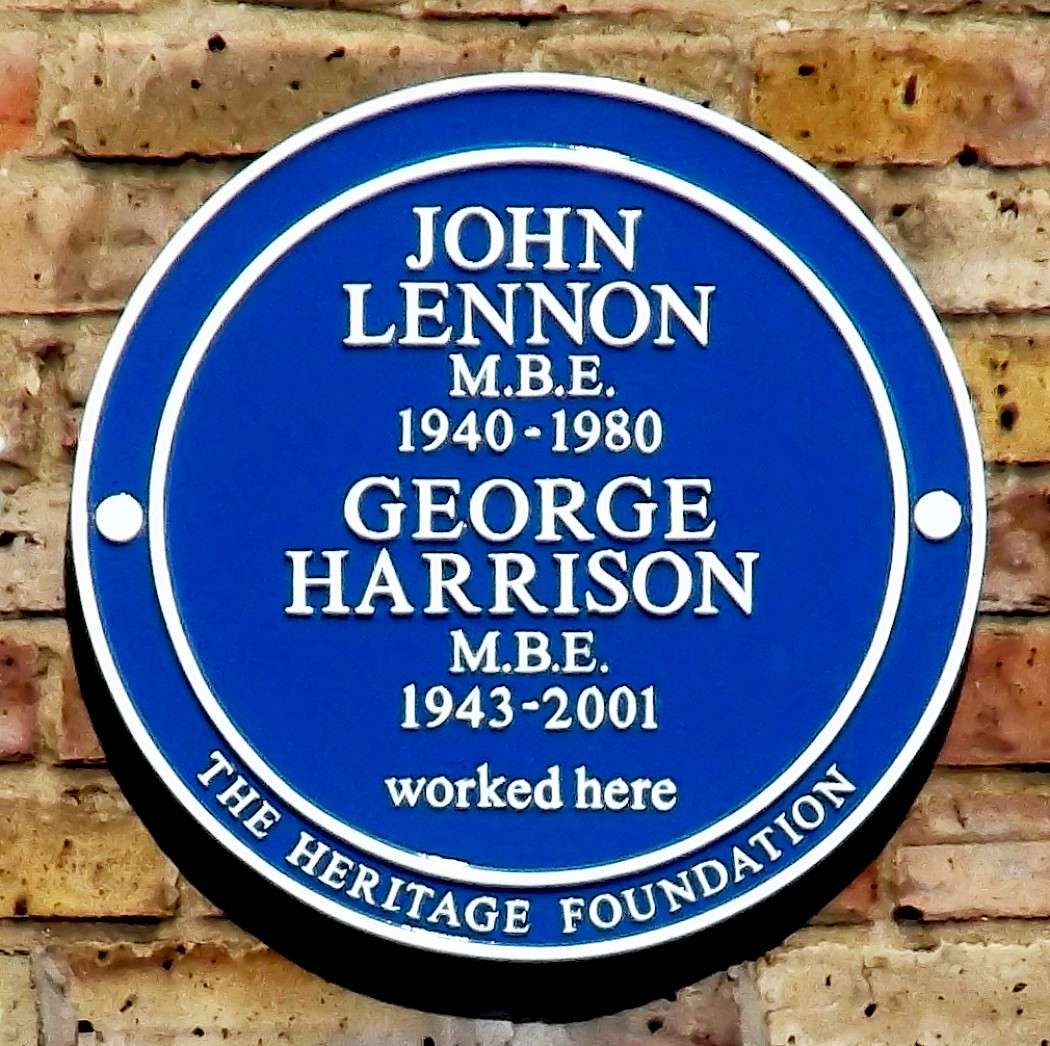 JOHN
LENNON
M.B.E.
1940-1980
GEORGE
HARRISON
M.B.E.
1943-2001
worked here
THE HERITAGE FOUNDATION